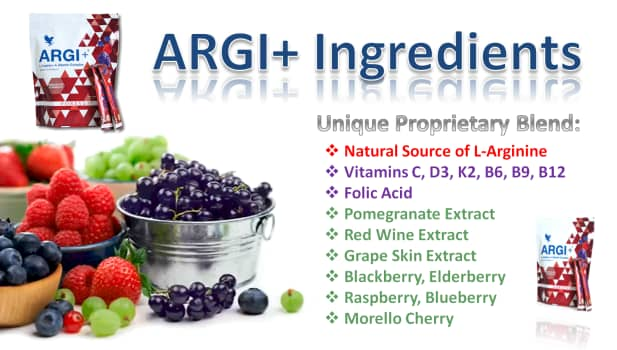 ARGI+ Ingredients
ARGI+
Unique Proprietary Blend:
❖ Natural Source of L-Arginine
❖ Vitamins C, D3, K2, B6, B9, B12
❖ Folic Acid
❖ Pomegranate Extract
❖ Red Wine Extract
❖ Grape Skin Extract
❖ Blackberry, Elderberry
❖ Raspberry, Blueberry
❖ Morello Cherry
ARGI+